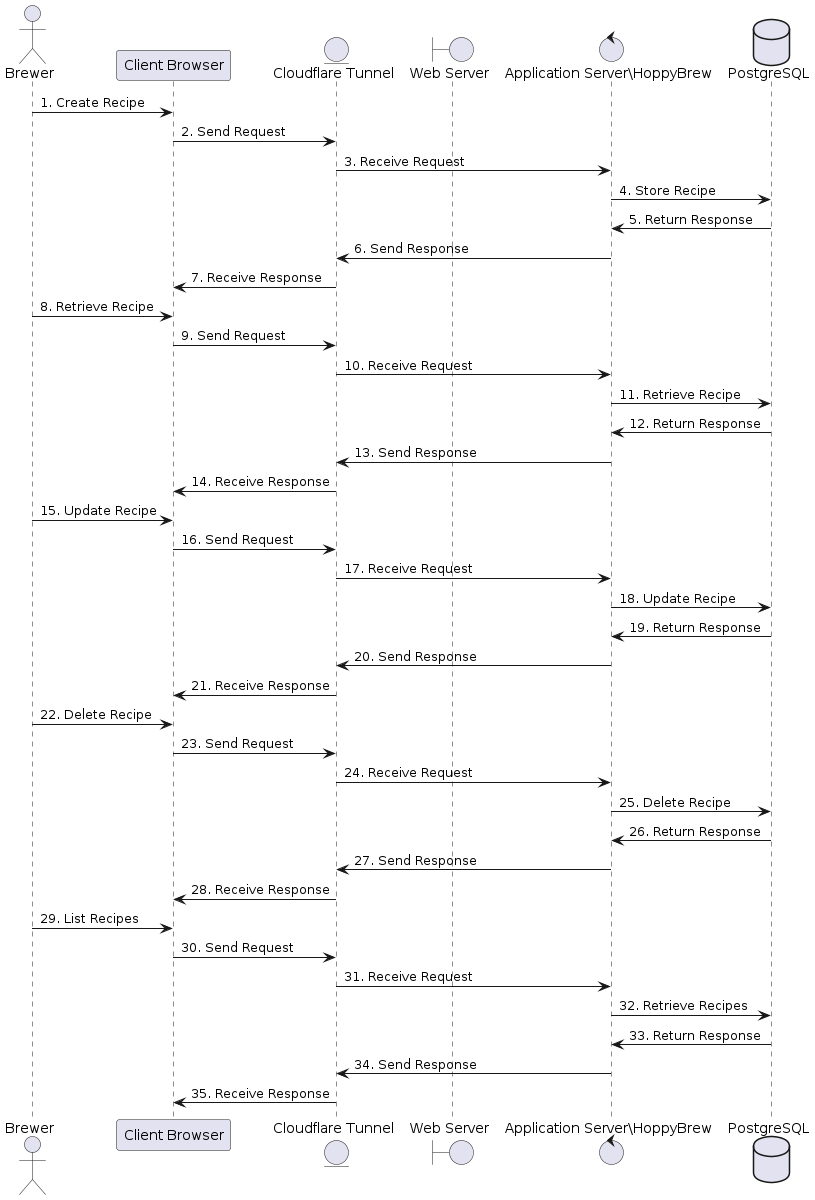 Brewer
Client Browser
Cloudflare Tunnel
Web Server
Application Server\HoppyBrew
PostgreSQL
1. Create Recipe
2. Send Request
3. Receive Request
4. Store Recipe
5. Return Response
6. Send Response
7. Receive Response
8. Retrieve Recipe
9. Send Request
10. Receive Request
11. Retrieve Recipe
12. Return Response
13. Send Response
14. Receive Response
15. Update Recipe
16. Send Request
17. Receive Request
18. Update Recipe
19. Return Response
20. Send Response
21. Receive Response
22. Delete Recipe
23. Send Request
24. Receive Request
25. Delete Recipe
26. Return Response
27. Send Response
28. Receive Response
29. List Recipes
30. Send Request
31. Receive Request
32. Retrieve Recipes
33. Return Response
34. Send Response
35. Receive Response
Brewer
Client Browser
Cloudflare Tunnel
Web Server
Application Server\HoppyBrew
PostgreSQL